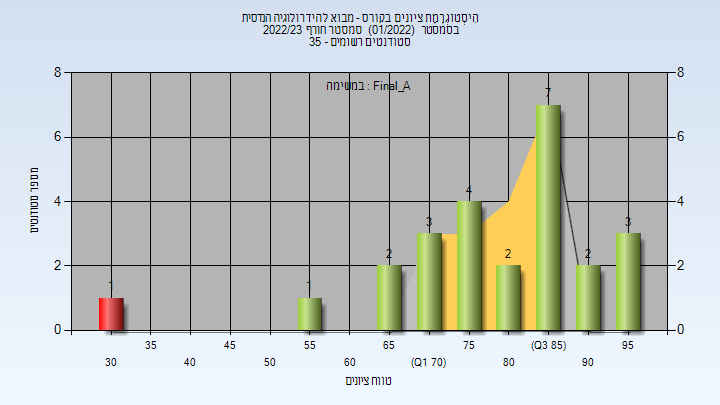 היסטוגרמת ציונים בקורס - מבוא להידרולוגיה הנדסית
בסמסטר (01/2022) סמסטר חורף 2022/23
סטודנטים רשומים - 35
במשימה : Final_A
8 8
6 6
4 4
2 2
0 0
מספר סטודנטים
1 1 2 3 4 2 7 2 3
35 45 55 65 75 (Q3 85) 95
30 40 50 60 (Q1 70) 80 90
טווח ציונים